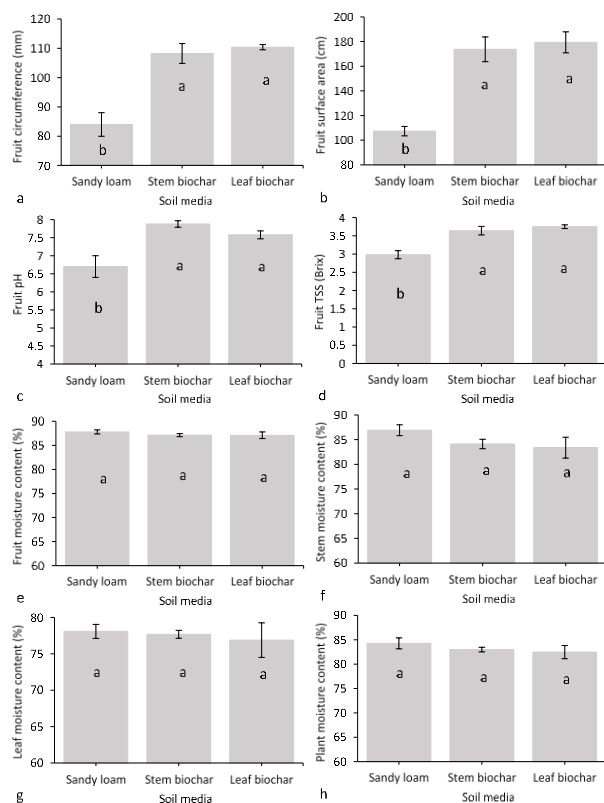 Fruit circumference (mm)
120
110
100
90
80
70
b
a
a
Sandy loam Stem biochar Leaf biochar
Soil media
a
Fruit surface area (cm)
200
180
160
140
120
100
80
b
a
a
Sandy loam Stem biochar Leaf biochar
Soil media
b
Fruit pH
8
7.5
7
6.5
6
5.5
5
4.5
4
b
a
a
Sandy loam Stem biochar Leaf biochar
Soil media
c
Fruit TSS (Brix)
4
3.5
3
2.5
2
1.5
1
0.5
0
b
a
a
Sandy loam Stem biochar Leaf biochar
Soil media
d
Fruit moisture content (%)
90
85
80
75
70
65
60
a
a
a
Sandy loam Stem biochar Leaf biochar
Soil media
e
Stem moisture content (%)
90
85
80
75
70
65
60
a
a
a
Sandy loam Stem biochar Leaf biochar
Soil media
f
Leaf moisture content (%)
80
75
70
65
60
a
a
a
Sandy loam Stem biochar Leaf biochar
Soil media
g
Plant moisture content (%)
90
85
80
75
70
65
60
a
a
a
Sandy loam Stem biochar Leaf biochar
Soil media
h